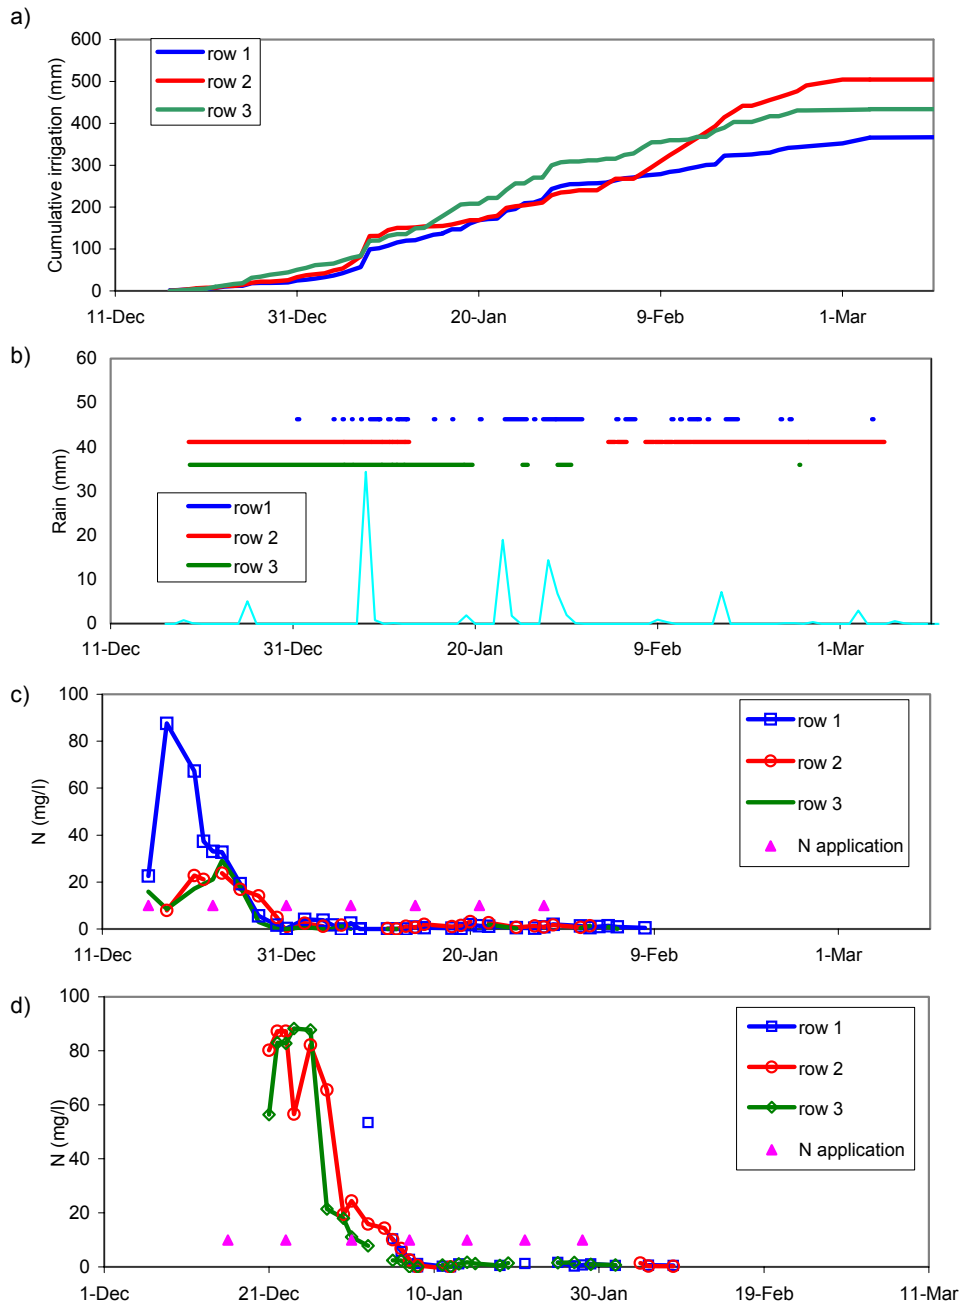 a)
Cumulative irrigation (mm)
600
500
400
300
200
100
0
row 1
row 2
row 3
11-Dec 31-Dec 20-Jan 9-Feb 1-Mar
b)
Rain (mm)
60
50
40
30
20
10
0
row1
row 2
row 3
11-Dec 31-Dec 20-Jan 9-Feb 1-Mar
c)
N (mg/l)
100
80
60
40
20
0
row 1
row 2
row 3
N application
11-Dec 31-Dec 20-Jan 9-Feb 1-Mar
d)
N (mg/l)
100
80
60
40
20
0
row 1
row 2
row 3
N application
1-Dec 21-Dec 10-Jan 30-Jan 19-Feb 11-Mar